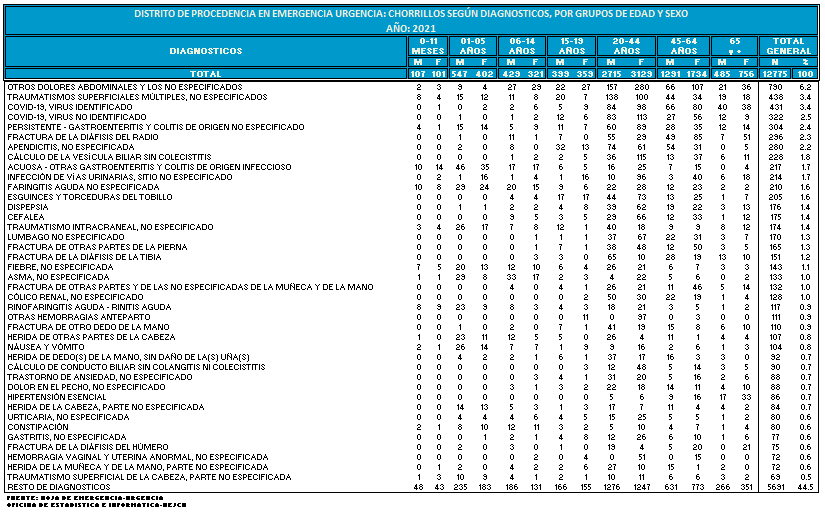 DISTRITO DE PROCEDENCIA EN EMERGENCIA URGENCIA: CHORRILLOS SEGÚN DIAGNOSTICOS, POR GRUPOS DE EDAD Y SEXO
AÑO: 2021
DIAGNOSTICOS 0-11 MESES 01-05 AÑOS 06-14 AÑOS 15-19 AÑOS 20-44 AÑOS 45-64 AÑOS 65 y + TOTAL GENERAL
M F M F M F M F M F M F M F N %
TOTAL 107 101 547 402 429 321 399 359 2715 3129 1291 1734 485 756 12775 100
OTROS DOLORES ABDOMINALES Y LOS NO ESPECIFICADOS 2 3 9 4 27 29 22 27 157 280 66 107 21 36 790 6.2
TRAUMATISMOS SUPERFICIALES MÚLTIPLES, NO ESPECIFICADOS 8 4 15 12 11 8 20 7 138 100 44 34 19 18 438 3.4
COVID-19, VIRUS IDENTIFICADO 0 1 0 2 2 6 5 9 84 98 66 80 40 38 431 3.4
COVID-19, VIRUS NO IDENTIFICADO 0 0 0 1 1 2 12 6 83 113 27 56 12 9 322 2.5
PERSISTENTE - GASTROENTERITIS Y COLITIS DE ORIGEN NO ESPECIFICADO 4 1 15 14 5 9 11 7 60 89 28 35 12 14 304 2.4
FRACTURA DE LA DIÁFISIS DEL RADIO 0 0 1 0 11 1 7 0 55 29 49 85 7 51 296 2.3
APENDICITIS, NO ESPECIFICADA 0 0 2 0 8 0 32 13 74 61 54 31 0 5 280 2.2
CÁLCULO DE LA VESÍCULA BILIAR SIN COLECISTITIS 0 0 0 0 1 2 2 5 36 115 13 37 6 11 228 1.8
ACUOSA - OTRAS GASTROENTERITIS Y COLITIS DE ORIGEN INFECCIOSO 10 14 46 35 17 17 6 5 16 25 7 15 0 4 217 1.7
INFECCIÓN DE VÍAS URINARIAS, SITIO NO ESPECIFICADO 0 2 1 16 1 4 1 16 10 96 3 40 6 18 214 1.7
FARINGITIS AGUDA NO ESPECIFICADA 10 8 29 24 20 15 9 6 22 28 12 23 2 2 210 1.6
ESGUINCES Y TORCEDURAS DEL TOBILLO 0 0 0 0 4 4 17 17 44 73 13 25 1 7 205 1.6
DISPEPSIA 0 0 1 1 2 2 4 8 39 62 19 22 3 13 176 1.4
CEFALEA 0 0 0 0 9 5 3 5 29 66 12 33 1 12 175 1.4
TRAUMATISMO INTRACRANEAL, NO ESPECIFICADO 3 4 26 17 7 8 12 1 40 18 9 9 8 12 174 1.4
LUMBAGO NO ESPECIFICADO 0 0 0 0 0 1 1 1 37 67 22 31 3 7 170 1.3
FRACTURA DE OTRAS PARTES DE LA PIERNA 0 0 0 0 0 1 7 1 38 48 12 50 3 5 165 1.3
FRACTURA DE LA DIÁFISIS DE LA TIBIA 0 0 0 0 0 3 3 0 65 10 28 19 13 10 151 1.2
FIEBRE, NO ESPECIFICADA 7 5 20 13 12 10 6 4 26 21 6 7 3 3 143 1.1
ASMA, NO ESPECIFICADA 1 1 29 8 33 17 2 3 4 22 5 6 0 2 133 1.0
FRACTURA DE OTRAS PARTES Y DE LAS NO ESPECIFICADAS DE LA MUÑECA Y DE LA MANO 0 0 0 0 4 0 4 1 26 21 11 46 5 14 132 1.0
CÓLICO RENAL, NO ESPECIFICADO 0 0 0 0 0 0 0 2 50 30 22 19 1 4 128 1.0
RINOFARINGITIS AGUDA - RINITIS AGUDA 8 9 23 9 8 3 4 3 18 21 3 5 1 2 117 0.9
OTRAS HEMORRAGIAS ANTEPARTO 0 0 0 0 0 0 0 11 0 97 0 3 0 0 111 0.9
FRACTURA DE OTRO DEDO DE LA MANO 0 0 1 0 2 0 7 1 41 19 15 8 6 10 110 0.9
HERIDA DE OTRAS PARTES DE LA CABEZA 1 0 23 11 12 5 5 0 26 4 11 1 4 4 107 0.8
NÁUSEA Y VÓMITO 2 1 26 14 7 7 1 9 9 16 2 6 1 3 104 0.8
HERIDA DE DEDO(S) DE LA MANO, SIN DAÑO DE LA(S) UÑA(S) 0 0 4 2 2 1 6 1 37 17 16 3 3 0 92 0.7
CÁLCULO DE CONDUCTO BILIAR SIN COLANGITIS NI COLECISTITIS 0 0 0 0 0 0 0 3 12 48 5 14 3 5 90 0.7
TRASTORNO DE ANSIEDAD, NO ESPECIFICADO 0 0 0 0 0 3 4 1 31 20 5 16 2 6 88 0.7
DOLOR EN EL PECHO, NO ESPECIFICADO 0 0 0 0 3 1 3 2 22 18 14 11 4 10 88 0.7
HIPERTENSIÓN ESENCIAL 0 0 0 0 0 0 0 0 5 6 9 16 17 33 86 0.7
HERIDA DE LA CABEZA, PARTE NO ESPECIFICADA 0 0 14 13 5 3 1 3 17 7 11 4 4 2 84 0.7
URTICARIA, NO ESPECIFICADA 0 0 4 4 4 6 4 5 15 25 5 5 1 2 80 0.6
CONSTIPACIÓN 2 1 8 10 12 11 3 2 5 10 4 7 1 4 80 0.6
GASTRITIS, NO ESPECIFICADA 0 0 0 1 2 1 4 8 12 26 6 10 1 6 77 0.6
FRACTURA DE LA DIÁFISIS DEL HÚMERO 0 0 2 0 0 0 4 0 19 4 5 20 0 21 75 0.6
HEMORRAGIA VAGINAL Y UTERINA ANORMAL, NO ESPECIFICADA 0 0 0 0 0 2 0 4 0 51 0 15 0 0 72 0.6
HERIDA DE LA MUÑECA Y DE LA MANO, PARTE NO ESPECIFICADA 0 1 2 0 4 2 2 6 27 10 15 1 2 0 72 0.6
TRAUMATISMO SUPERFICIAL DE LA CABEZA, PARTE NO ESPECIFICADA 1 3 10 9 4 1 2 1 10 11 6 6 3 2 69 0.5
RESTO DE DIAGNOSTICOS 48 43 235 183 186 131 166 155 1276 1247 631 773 266 351 5691 44.5
FUENTE: HOJA DE EMERGENCIA-URGENCIA
OFICINA DE ESTADISTICA E INFORMATICA-HEJCU